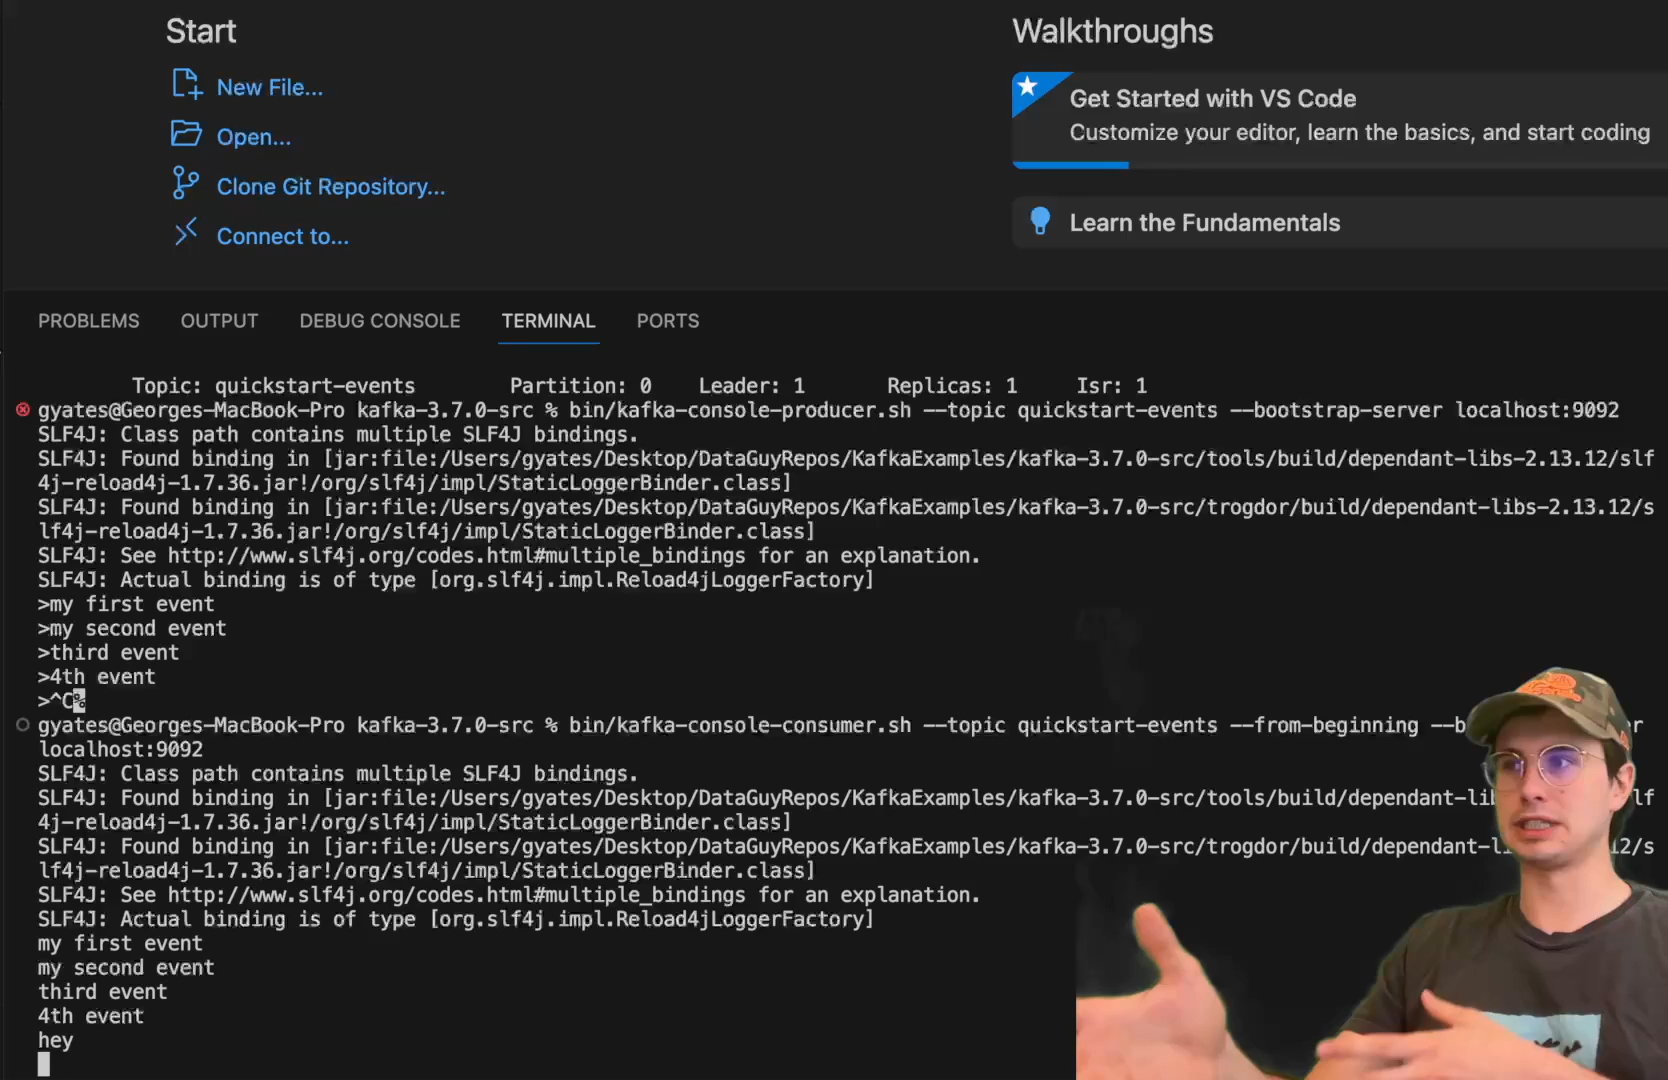 Start
New File...
Open...
Clone Git Repository...
Connect to...
Walkthroughs
Get Started with VS Code
Customize your editor, learn the basics, and start coding
Learn the Fundamentals
PROBLEMS OUTPUT DEBUG CONSOLE TERMINAL PORTS
Topic: quickstart-events Partition: 0 Leader: 1 Replicas: 1 Isr: 1
gyates@Georges-MacBook-Pro kafka-3.7.0-src % bin/kafka-console-producer.sh --topic quickstart-events --bootstrap-server localhost:9092
SLF4J: Class path contains multiple SLF4J bindings.
SLF4J: Found binding in [jar:file:/Users/gyates/Desktop/DataGuyRepos/KafkaExamples/kafka-3.7.0-src/tools/build/dependant-libs-2.13.12/slf
4j-reload4j-1.7.36.jar!/org/slf4j/impl/StaticLoggerBinder.class]
SLF4J: Found binding in [jar:file:/Users/gyates/Desktop/DataGuyRepos/KafkaExamples/kafka-3.7.0-src/trogdor/build/dependant-libs-2.13.12/s
lf4j-reload4j-1.7.36.jar!/org/slf4j/impl/StaticLoggerBinder.class]
SLF4J: See http://www.slf4j.org/codes.html#multiple_bindings for an explanation.
SLF4J: Actual binding is of type [org.slf4j.impl.Reload4jLoggerFactory]
>my first event
>my second event
>third event
>4th event
>^C%
gyates@Georges-MacBook-Pro kafka-3.7.0-src % bin/kafka-console-consumer.sh --topic quickstart-events --from-beginning --b
localhost:9092
SLF4J: Class path contains multiple SLF4J bindings.
SLF4J: Found binding in [jar:file:/Users/gyates/Desktop/DataGuyRepos/KafkaExamples/kafka-3.7.0-src/tools/build/dependant-lib lf
4j-reload4j-1.7.36.jar!/org/slf4j/impl/StaticLoggerBinder.class]
SLF4J: Found binding in [jar:file:/Users/gyates/Desktop/DataGuyRepos/KafkaExamples/kafka-3.7.0-src/trogdor/build/dependant-l 12/s
lf4j-reload4j-1.7.36.jar!/org/slf4j/impl/StaticLoggerBinder.class]
SLF4J: See http://www.slf4j.org/codes.html#multiple_bindings for an explanation.
SLF4J: Actual binding is of type [org.slf4j.impl.Reload4jLoggerFactory]
my first event
my second event
third event
4th event
hey